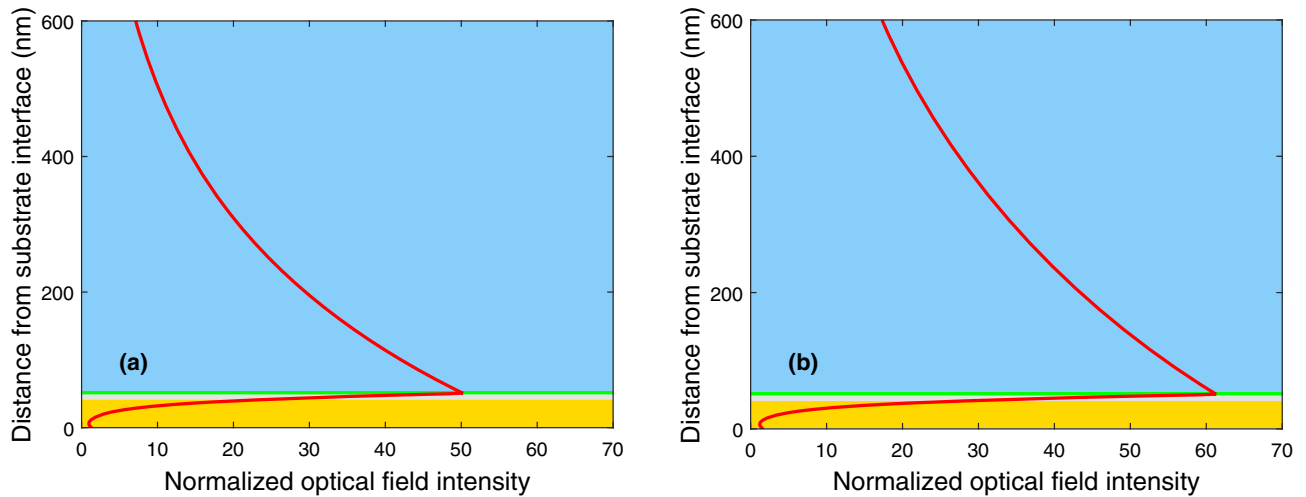 600
400
200
0
Distance from substrate interface (nm)
(a)
0 10 20 30 40 50 60 70
Normalized optical field intensity
600
400
200
0
Distance from substrate interface (nm)
(b)
0 10 20 30 40 50 60 70
Normalized optical field intensity